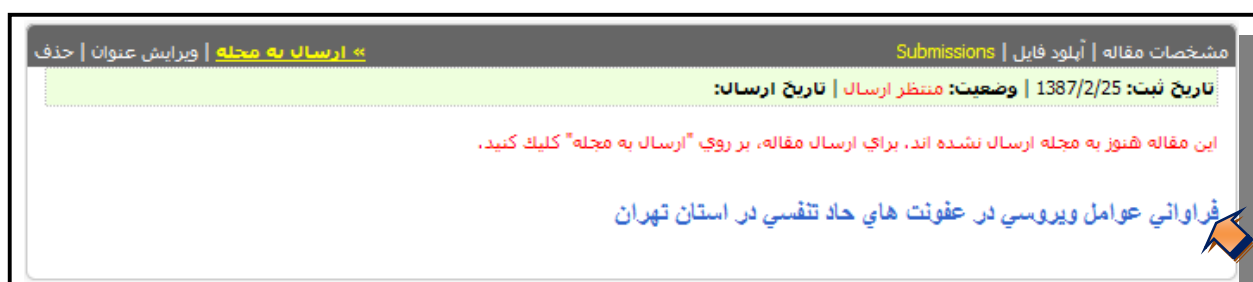 مشخصات مقاله | آپلود فایل | Submissions » ارسال به مجله | ویرایش عنوان | حذف
تاریخ ثبت: 1387/2/25 | وضعیت: منتظر ارسال | تاریخ ارسال:
این مقاله هنوز به مجله ارسال نشده اند، براي ارسال مقاله، بر روي "ارسال به مجله" کلیك کنید،
فراواني عوامل ويروسي در عفونت هاي حاد تنفسي در استان تهران